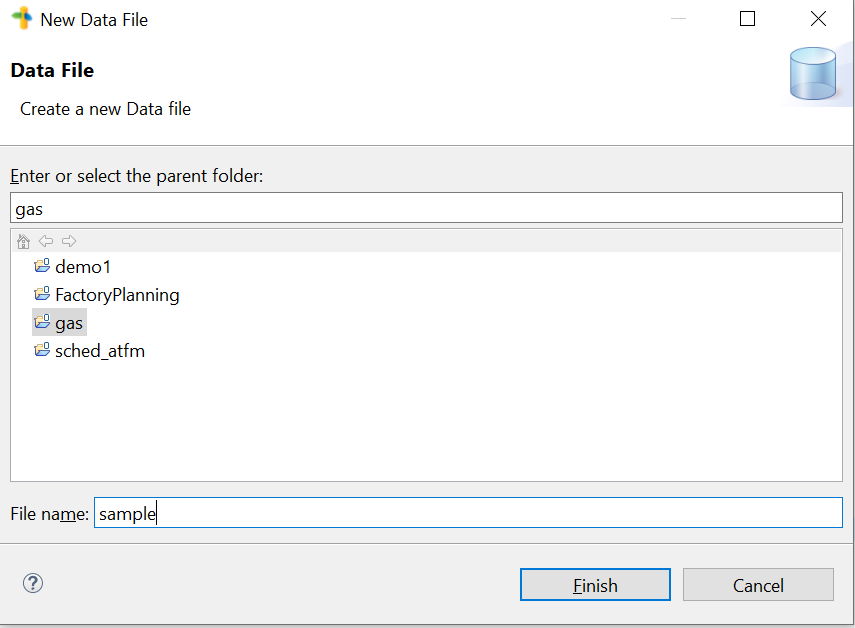 New Data File
Data File
Create a new Data file
Enter or select the parent folder:
gas
demo1
FactoryPlanning
gas
sched_atfm
File name: sample
?
Finish Cancel